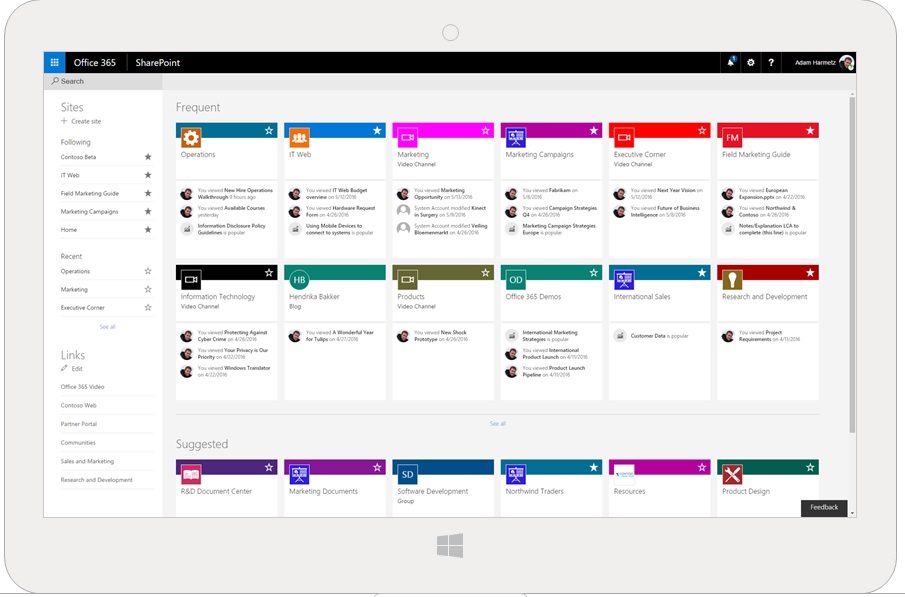 Office 365
SharePoint
1
?
Adam Harmetz
Search
Sites
Create site
Following
Contoso Beta
IT Web
Field Marketing Guide
Marketing Campaigns
Home
Recent
Operations
Marketing
Executive Corner
See all
Links
Edit
Office 365 Video
Contoso Web
Partner Portal
Communities
Sales and Marketing
Research and Development
Frequent
Operations
You viewed New Hire Operations
Walkthrough 9 hours ago
You viewed Available Courses
yesterday
Information Disclosure Policy
Guidelines is popular
IT Web
You viewed IT Web Budget
overview on 5/12/2016
You viewed Hardware Request
Form on 4/26/2016
Using Mobile Devices to
connect to systems is popular
Marketing
Video Channel
You viewed Marketing
Opportunity on 5/13/2016
System Account modified Kinect
in Surgery on 5/9/2016
System Account modified Veiling
Bloemenmarkt on 4/26/2016
Marketing Campaigns
You viewed Fabrikam on
5/8/2016
You viewed Campaign Strategies
Q4 on 4/26/2016
Marketing Campaign Strategies
Europe is popular
Executive Corner
Video Channel
You viewed Next Year Vision on
5/12/2016
You viewed Future of Business
Intelligence on 5/8/2016
FM
Field Marketing Guide
You viewed European
Expansion.pptx on 4/22/2016
You viewed Northwind &
Contoso on 4/26/2016
Notes/Explanation LCA to
complete (this line) is popular
Information Technology
Video Channel
You viewed Protecting Against
Cyber Crime on 4/26/2016
You viewed Your Privacy is Our
Priority on 4/22/2016
You viewed Windows Translator
on 4/22/2016
HB
Hendrika Bakker
Blog
You viewed A Wonderful Year
for Tulips on 4/27/2016
Products
Video Channel
You viewed New Shock
Prototype on 4/26/2016
OD
Office 365 Demos
International Marketing
Strategies is popular
You viewed International
Product Launch on 4/11/2016
You viewed Product Launch
Pipeline on 4/11/2016
International Sales
Customer Data is popular
Research and Development
You viewed Project
Requirements on 4/11/2016
See all
Suggested
R&D Document Center
Marketing Documents
SD
Software Development
Group
Northwind Traders
Resources
Product Design
Feedback